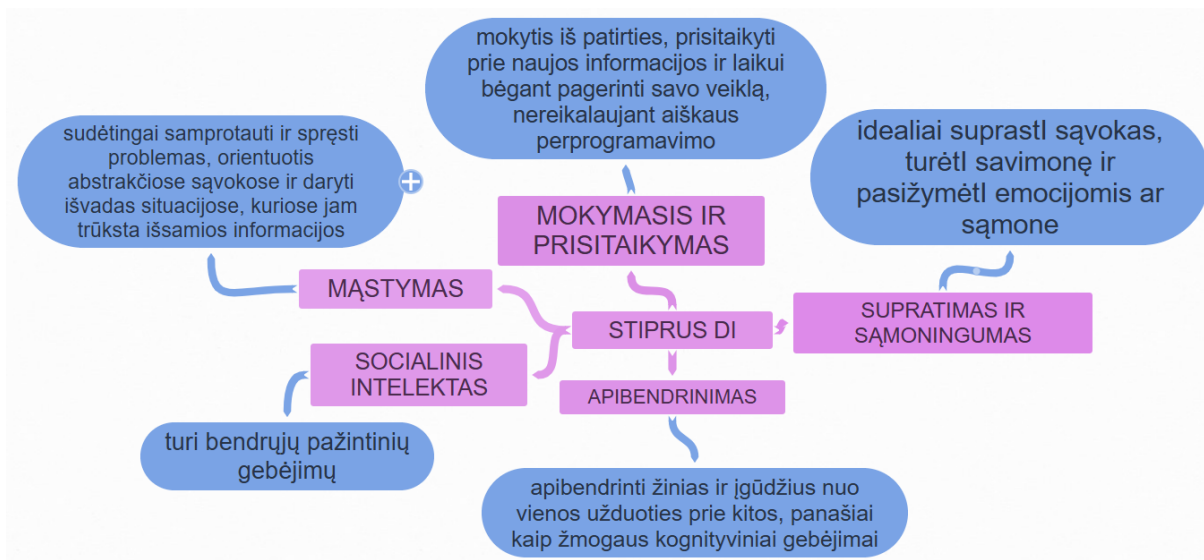 mokytis iš patirties, prisitaikyti
prie naujos informacijos ir laikui
bėgant pagerinti savo veiklą,
nereikalaujant aiškaus
perprogramavimo
sudėtingai samprotauti ir spręsti
problemas, orientuotis
abstrakčiose sąvokose ir daryti
išvadas situacijose, kuriose jam
trūksta išsamios informacijos
idealiai suprastI sąvokas,
turėtI savimonę ir
pasižymėtI emocijomis ar
sąmone
MOKYMASIS IR
PRISITAIKYMAS
MĄSTYMAS
STIPRUS DI
SUPRATIMAS IR
SĄMONINGUMAS
SOCIALINIS
INTELEKTAS
APIBENDRINIMAS
turi bendrųjų pažintinių
gebėjimų
apibendrinti žinias ir įgūdžius nuo
vienos užduoties prie kitos, panašiai
kaip žmogaus kognityviniai gebėjimai